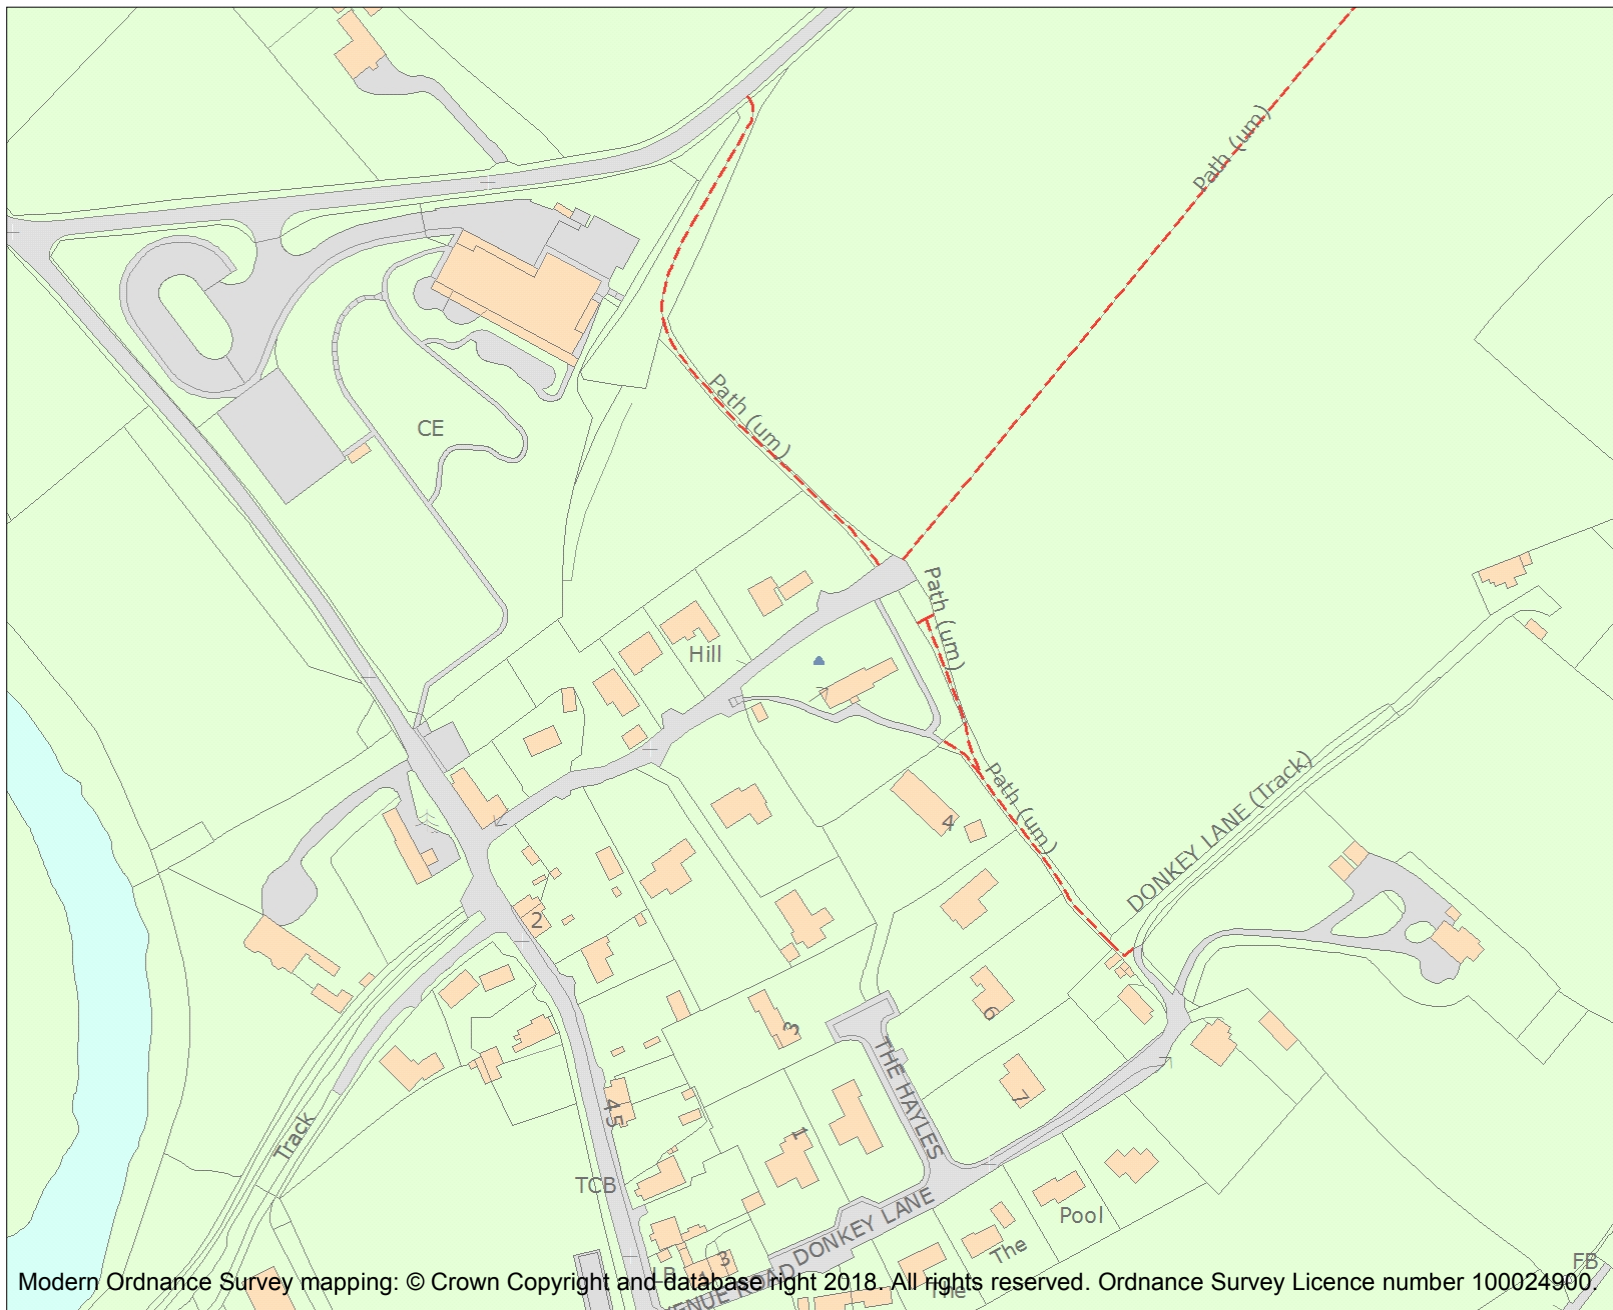 Path (um)
Path (um)
CE
Path (um)
Hill
Path (um)
DONKEY LANE (Track)
4
2
6
3
THE HAYLES
7
45
Track
1
TCB
DONKEY LANE
Pool
The
3
LB
FB
Modern Ordnance Survey mapping: © Crown Copyright and database right 2018. All rights reserved. Ordnance Survey Licence number 100024900.
The